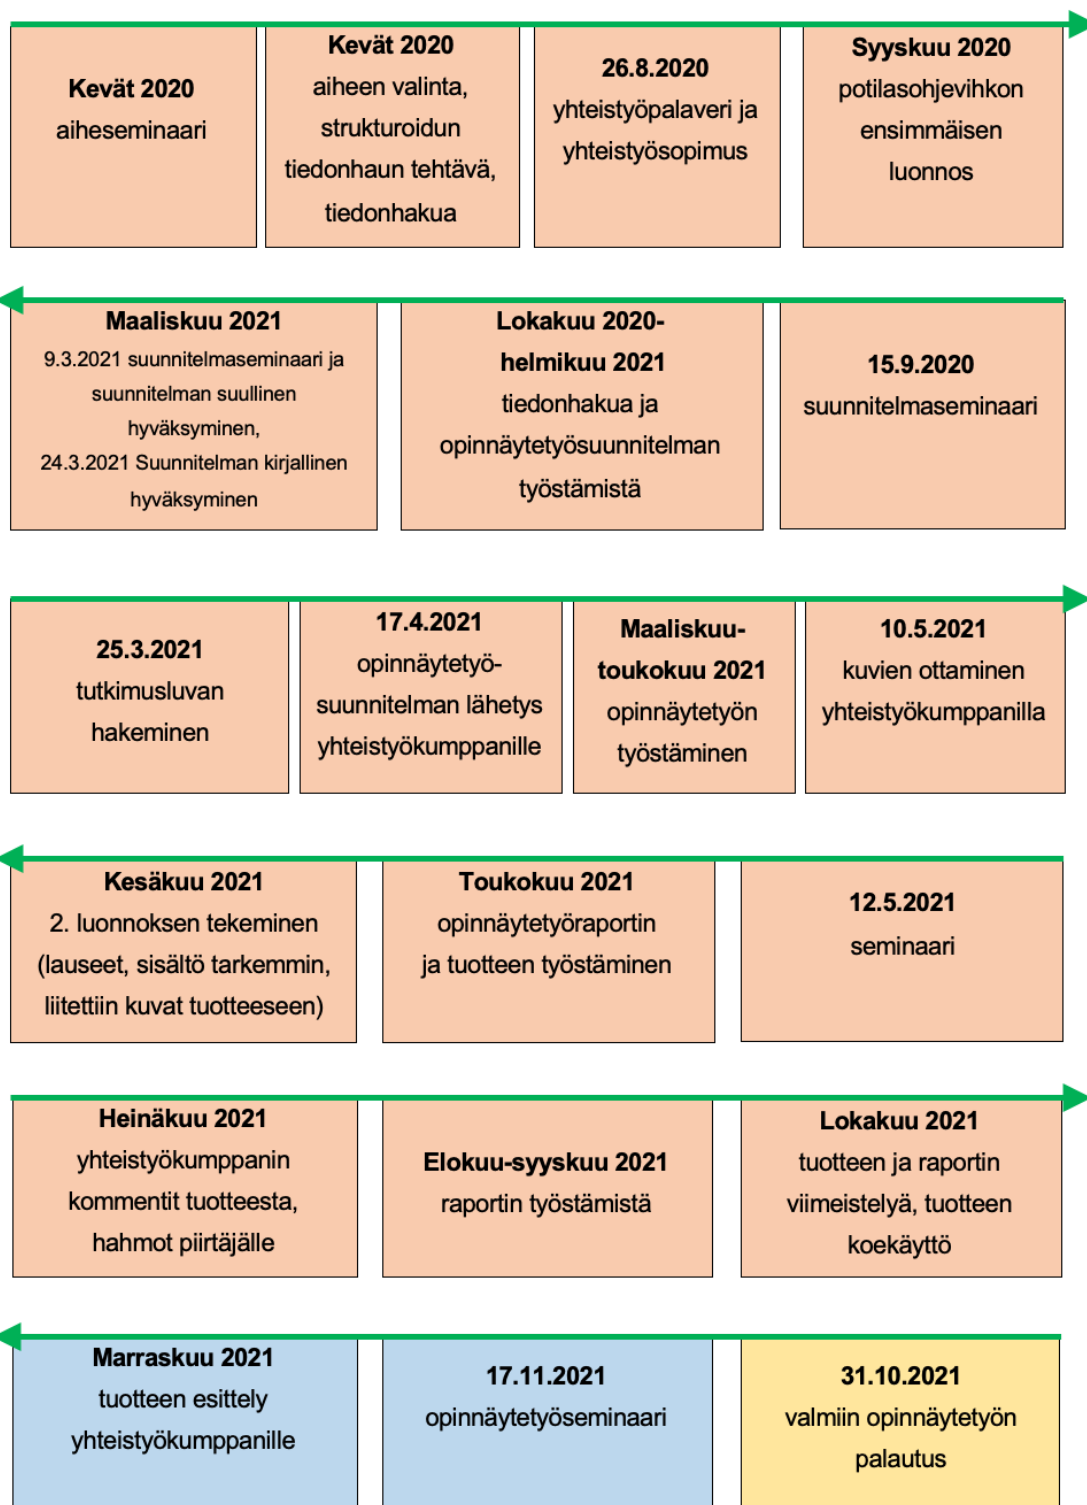 Kevät 2020
aiheseminaari
Kevät 2020
aiheen valinta,
strukturoidun
tiedonhaun tehtävä,
tiedonhakua
26.8.2020
yhteistyöpalaveri ja
yhteistyösopimus
Syyskuu 2020
potilasohjevihkon
ensimmäisen
luonnos
Maaliskuu 2021
9.3.2021 suunnitelmaseminaari ja
suunnitelman suullinen
hyväksyminen,
24.3.2021 Suunnitelman kirjallinen
hyväksyminen
Lokakuu 2020-
helmikuu 2021
tiedonhakua ja
opinnäytetyösuunnitelman
työstämistä
15.9.2020
suunnitelmaseminaari
25.3.2021
tutkimusluvan
hakeminen
17.4.2021
opinnäytetyö-
suunnitelman lähetys
yhteistyökumppanille
Maaliskuu-
toukokuu 2021
opinnäytetyön
työstäminen
10.5.2021
kuvien ottaminen
yhteistyökumppanilla
Kesäkuu 2021
2. luonnoksen tekeminen
(lauseet, sisältö tarkemmin,
liitettiin kuvat tuotteeseen)
Toukokuu 2021
opinnäytetyöraportin
ja tuotteen työstäminen
12.5.2021
seminaari
Heinäkuu 2021
yhteistyökumppanin
kommentit tuotteesta,
hahmot piirtäjälle
Elokuu-syyskuu 2021
raportin työstämistä
Lokakuu 2021
tuotteen ja raportin
viimeistelyä, tuotteen
koekäyttö
Marraskuu 2021
tuotteen esittely
yhteistyökumppanille
17.11.2021
opinnäytetyöseminaari
31.10.2021
valmiin opinnäytetyön
palautus